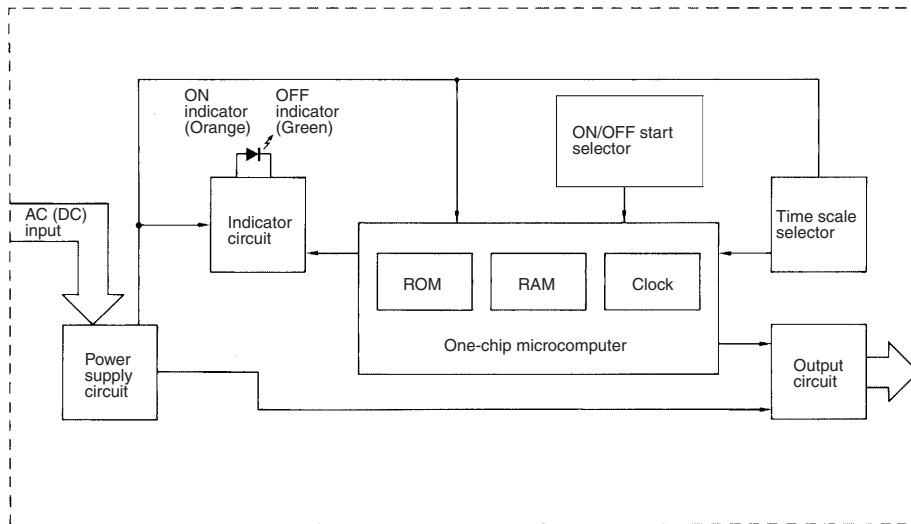 ON
indicator
(Orange)
OFF
indicator
(Green)
ON/OFF start
selector
AC (DC)
input
Indicator
circuit
Time scale
selector
ROM
RAM
Clock
One-chip microcomputer
Power
supply
circuit
Output
circuit